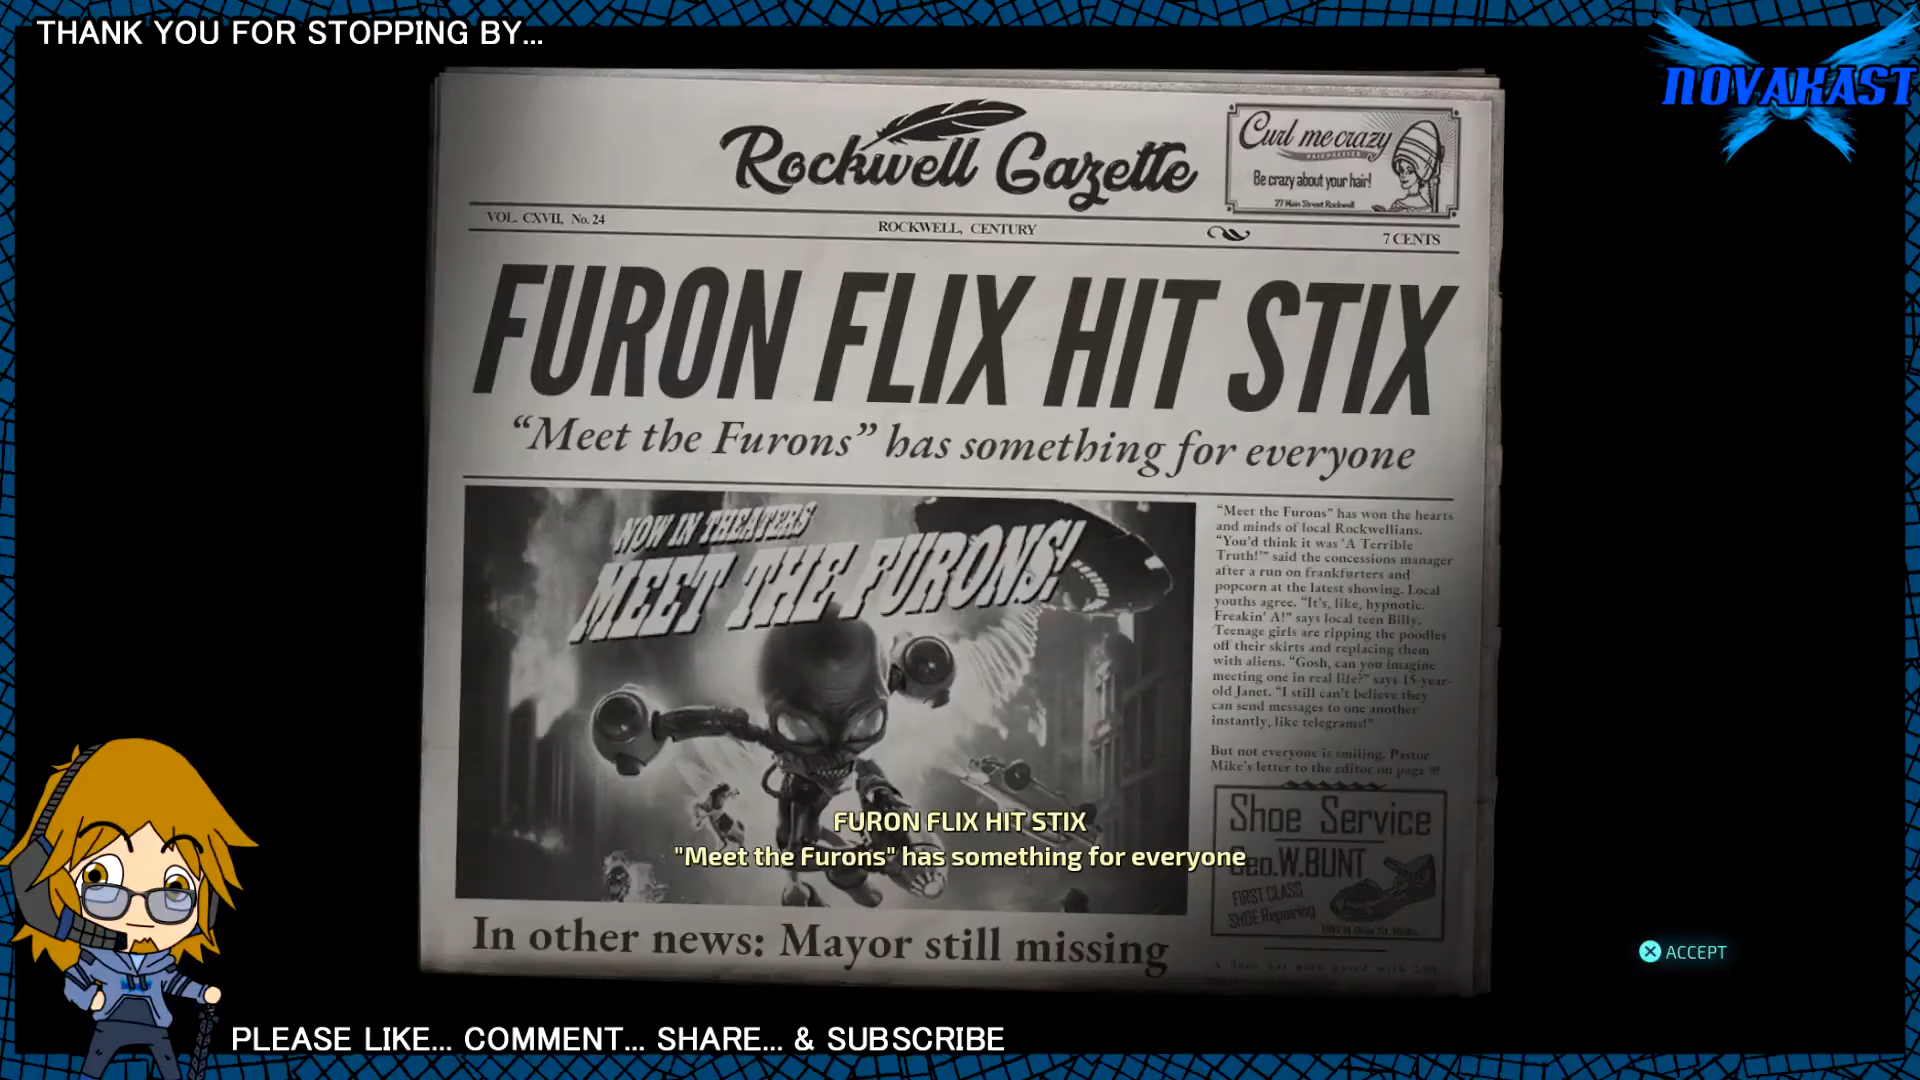 THANK YOU FOR STOPPING BY...
NOVAKAST
Rockwell Gazette
Curl me crazy
HAIRDRESSER
Be crazy about your hair!
77 Main Street Rockwell
VOL. CXVII, No. 24
ROCKWELL, CENTURY
7 CENTS
FURON FLIX HIT STIX
“Meet the Furons” has something for everyone
NOW IN THEATERS
MEET THE FURONS!
“Meet the Furons” has won the hearts
and minds of local Rockwellians.
“You'd think it was ‘A Terrible
Truth!’” said the concessions manager
after a run on frankfurters and
popcorn at the latest showing. Local
youths agree. “It's, like, hypnotic.
Freakin' A!” says local teen Billy.
Teenage girls are ripping the poodles
off their skirts and replacing them
with aliens. “Gosh, can you imagine
meeting one in real life?” says 15-year-
old Janet. “I still can't believe they
can send messages to one another
instantly, like telegrams!”
But not everyone is smiling. Pastor
Mike's letter to the editor on page 9!
Shoe Service
Geo.W.BUNT
FIRST CLASS
SHOE Repairing
FURON FLIX HIT STIX
"Meet the Furons" has something for everyone
In other news: Mayor still missing
ACCEPT
PLEASE LIKE... COMMENT... SHARE... & SUBSCRIBE